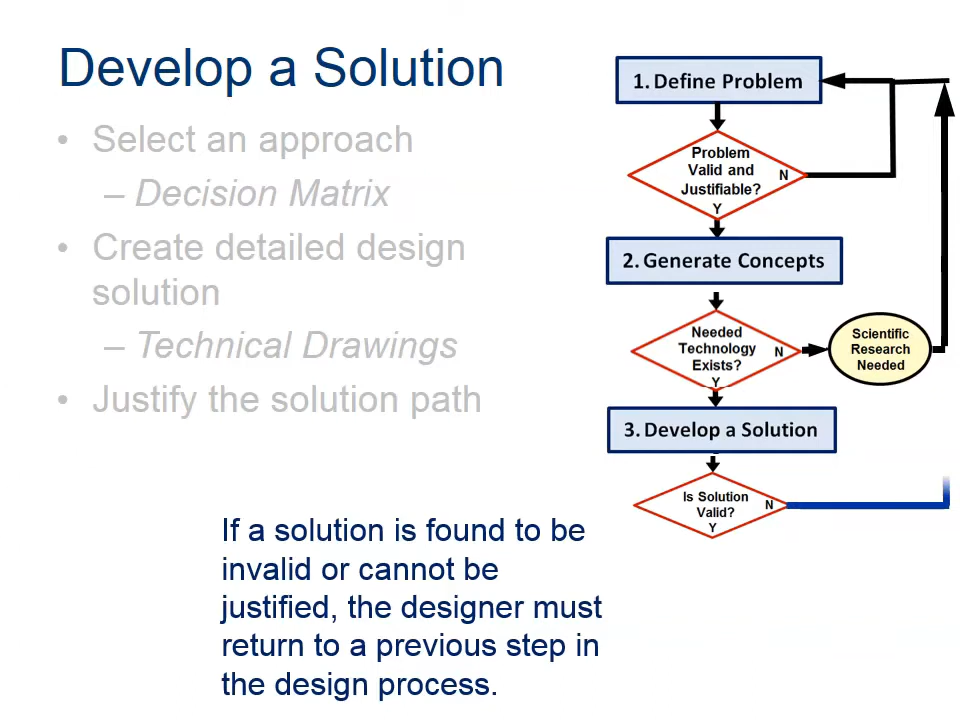 Develop a Solution
• Select an approach
– Decision Matrix
• Create detailed design
solution
– Technical Drawings
• Justify the solution path
If a solution is found to be
invalid or cannot be
justified, the designer must
return to a previous step in
the design process.
1. Define Problem
Problem
Valid and
Justifiable?
N
Y
2. Generate Concepts
Needed
Technology
Exists?
N
Y
Scientific
Research
Needed
3. Develop a Solution
Is Solution
Valid?
N
Y